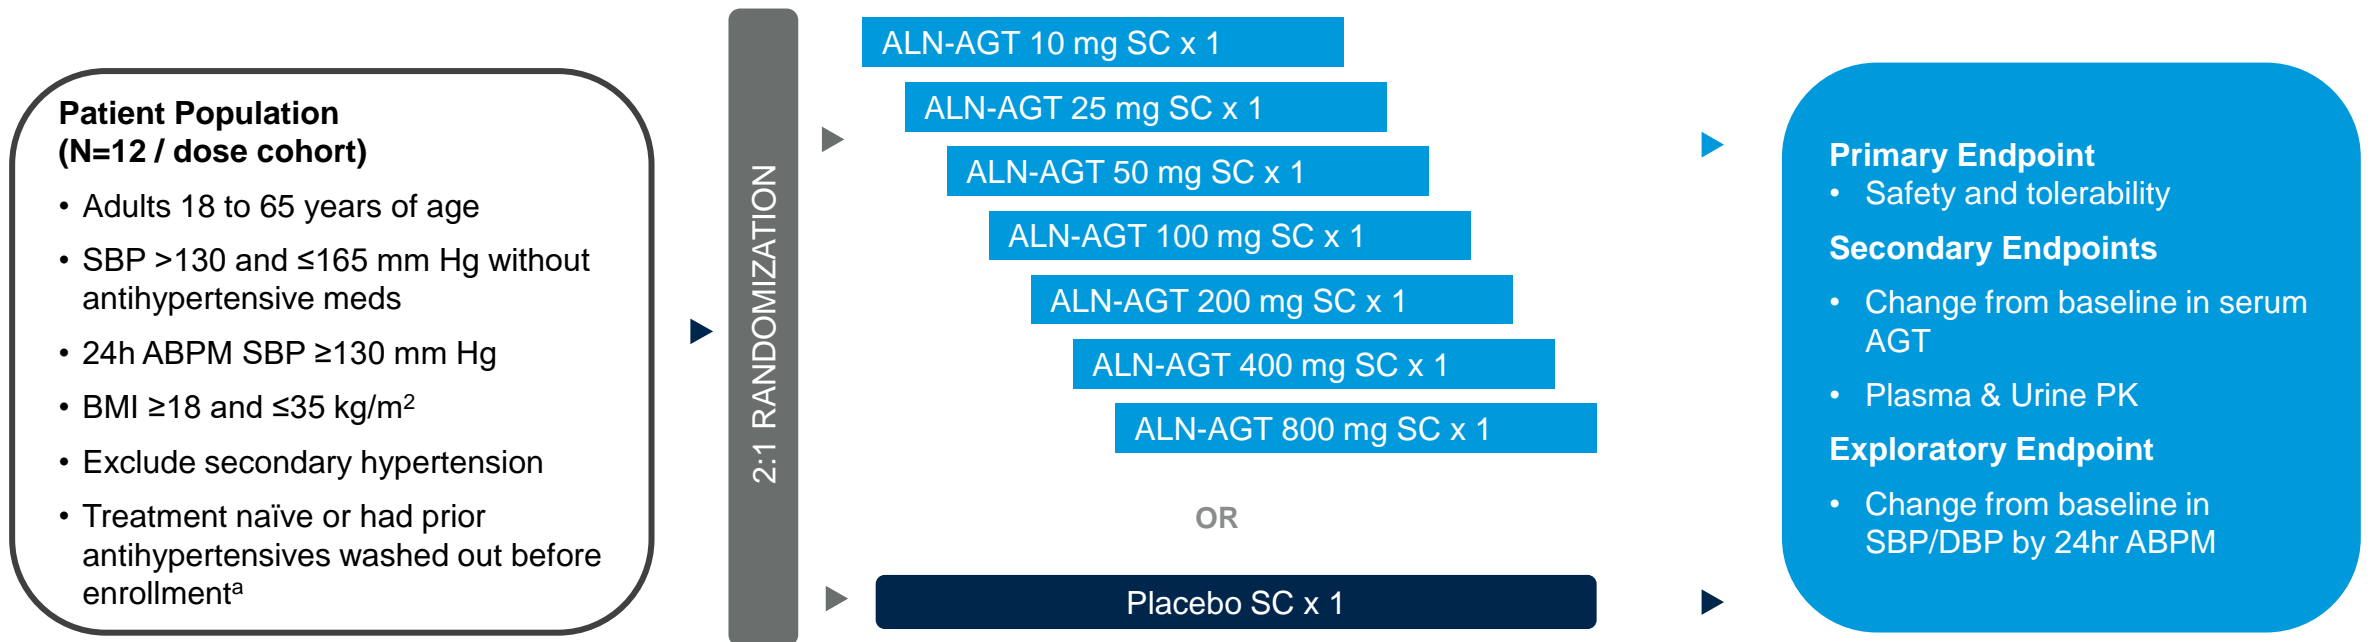 Patient Population
(N=12 / dose cohort)
• Adults 18 to 65 years of age
• SBP >130 and ≤165 mm Hg without
antihypertensive meds
• 24h ABPM SBP ≥130 mm Hg
• BMI ≥18 and ≤35 kg/m²
• Exclude secondary hypertension
• Treatment naïve or had prior
antihypertensives washed out before
enrollmentᵃ
2:1 RANDOMIZATION
ALN-AGT 10 mg SC x 1
ALN-AGT 25 mg SC x 1
ALN-AGT 50 mg SC x 1
ALN-AGT 100 mg SC x 1
ALN-AGT 200 mg SC x 1
ALN-AGT 400 mg SC x 1
ALN-AGT 800 mg SC x 1
OR
Placebo SC x 1
Primary Endpoint
• Safety and tolerability
Secondary Endpoints
• Change from baseline in serum
AGT
• Plasma & Urine PK
Exploratory Endpoint
• Change from baseline in
SBP/DBP by 24hr ABPM